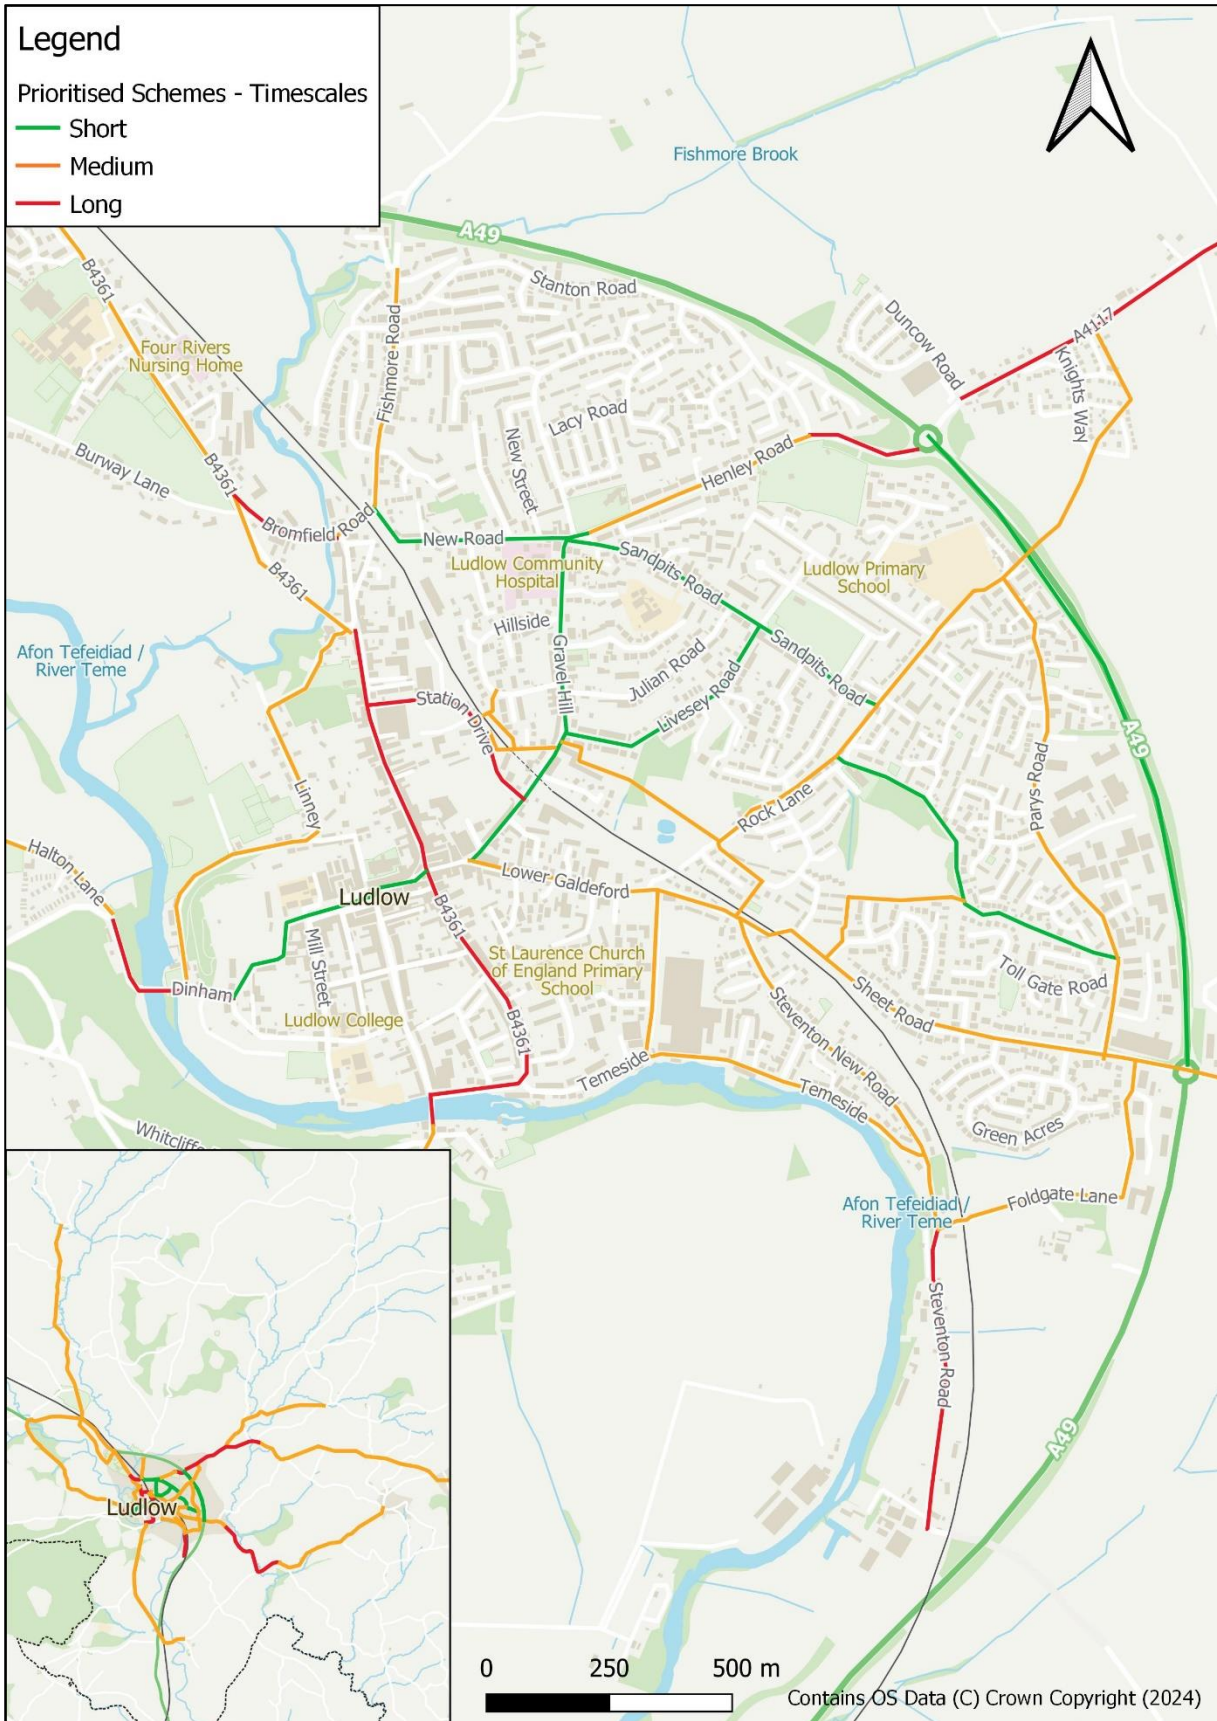 Legend
Prioritised Schemes - Timescales
Short
Medium
Long
Fishmore Brook
A49
Stanton Road
B4361
Duncow Road
A4117
Knights Way
Four Rivers
Nursing Home
Fishmore Road
Lacy Road
New Street
Henley Road
Burway Lane
B4361
Bromfield Road
New Road
Ludlow Community
Hospital
Sandpits Road
Ludlow Primary
School
B4361
Hillside
Gravel Hill
Julian Road
Sandpits Road
Afon Tefeidiad /
River Teme
Station Drive
Livesey Road
A49
Linney
Rock Lane
Parys Road
Halton Lane
Lower Galdeford
Ludlow
B4361
Mill Street
St Laurence Church
of England Primary
School
Toll Gate Road
Dinham
Ludlow College
Sheet Road
Steventon New Road
B4361
Temeside
Temeside
Green Acres
Whitcliffe
Afon Tefeidiad /
River Teme
Foldgate Lane
Steventon Road
A49
Ludlow
0 250 500 m
Contains OS Data (C) Crown Copyright (2024)